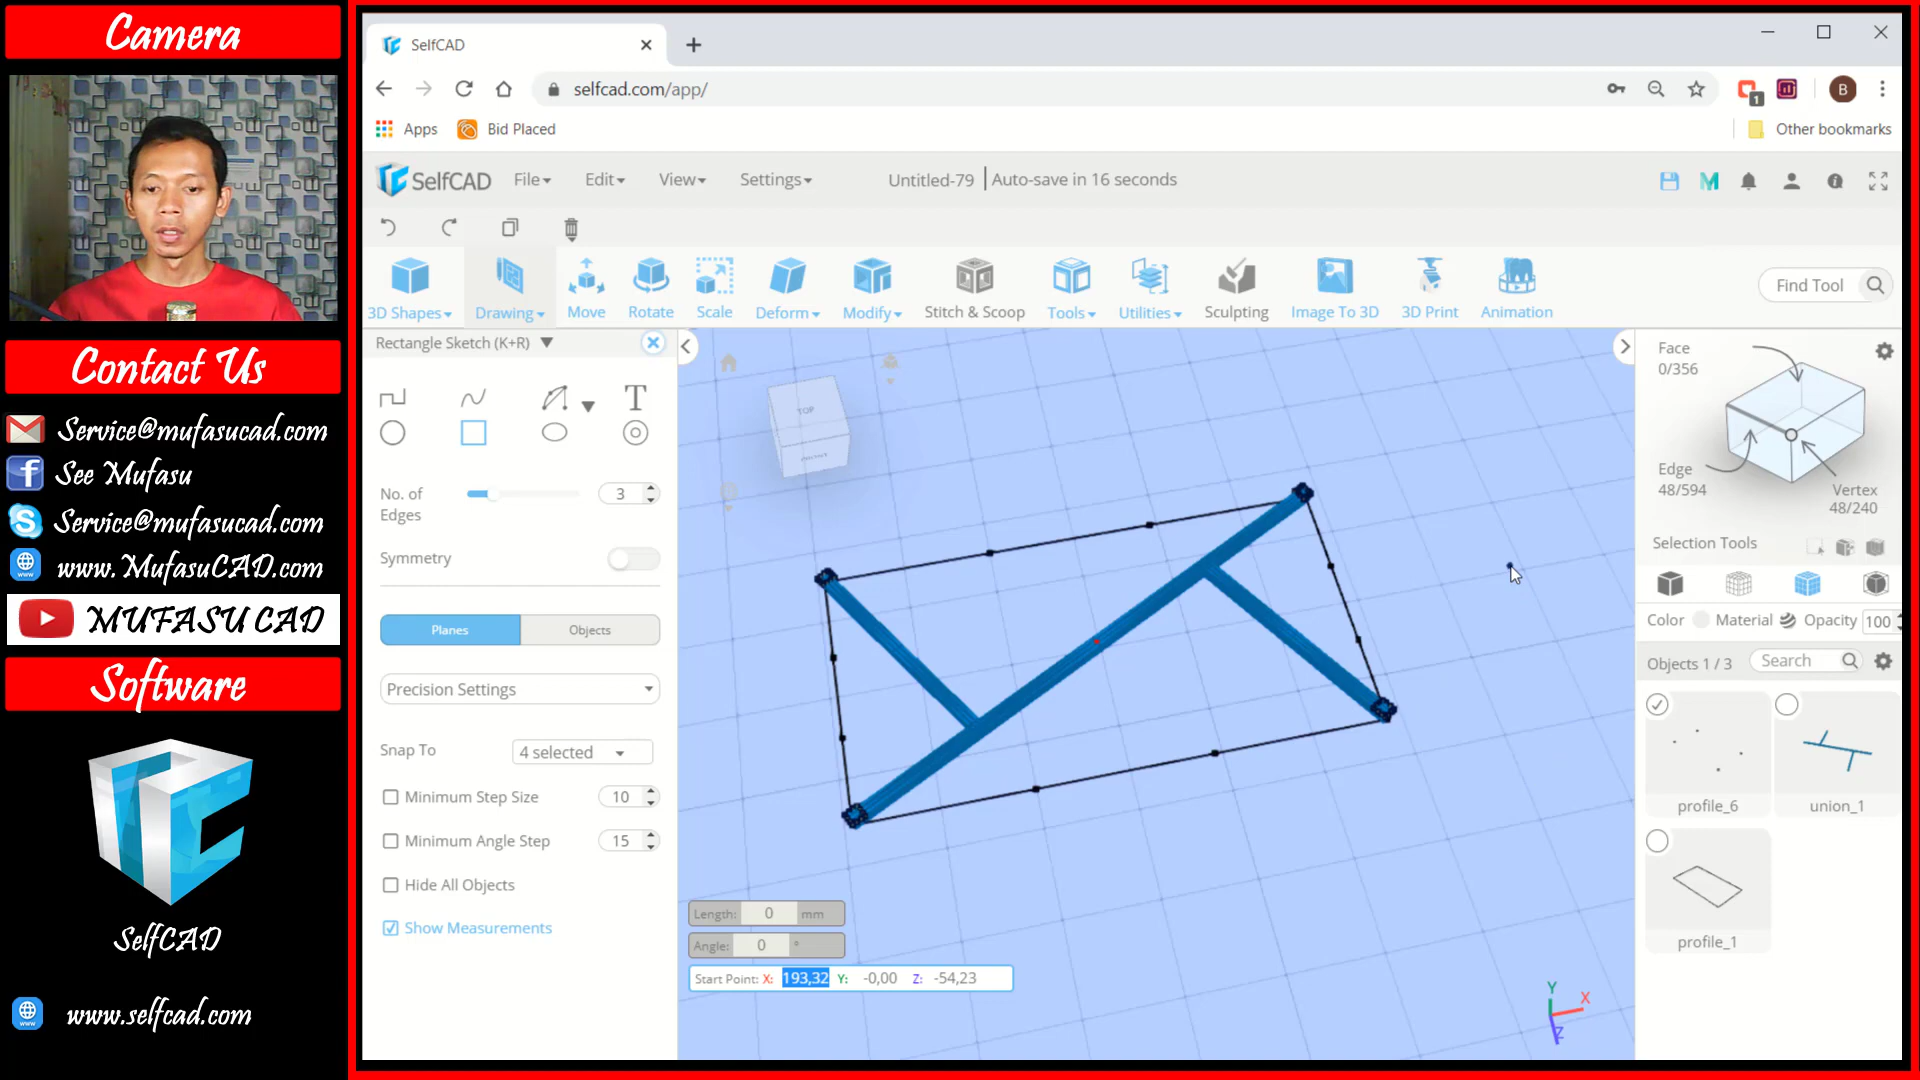 Camera
Contact Us
Service@mufasucad.com
See Mufasu
Service@mufasucad.com
www.MufasuCAD.com
MUFASU CAD
Software
SelfCAD
www.selfcad.com
SelfCAD
selfcad.com/app/
1
B
Apps
Bid Placed
Other bookmarks
SelfCAD
File
Edit
View
Settings
Untitled-79
Auto-save in 16 seconds
3D Shapes
Drawing
Move
Rotate
Scale
Deform
Modify
Stitch & Scoop
Tools
Utilities
Sculpting
Image To 3D
3D Print
Animation
Find Tool
Rectangle Sketch (K+R)
T
No. of
Edges
3
Symmetry
Planes
Objects
Precision Settings
Snap To
4 selected
Minimum Step Size
10
Minimum Angle Step
15
Hide All Objects
Show Measurements
TOP
Length: 0 mm
Angle: 0 °
Start Point: X: 193,32 Y: -0,00 Z: -54,23
Y
X
Z
Face
0/356
Edge
48/594
Vertex
48/240
Selection Tools
Color
Material
Opacity
100
Objects 1 / 3
Search
profile_6
union_1
profile_1